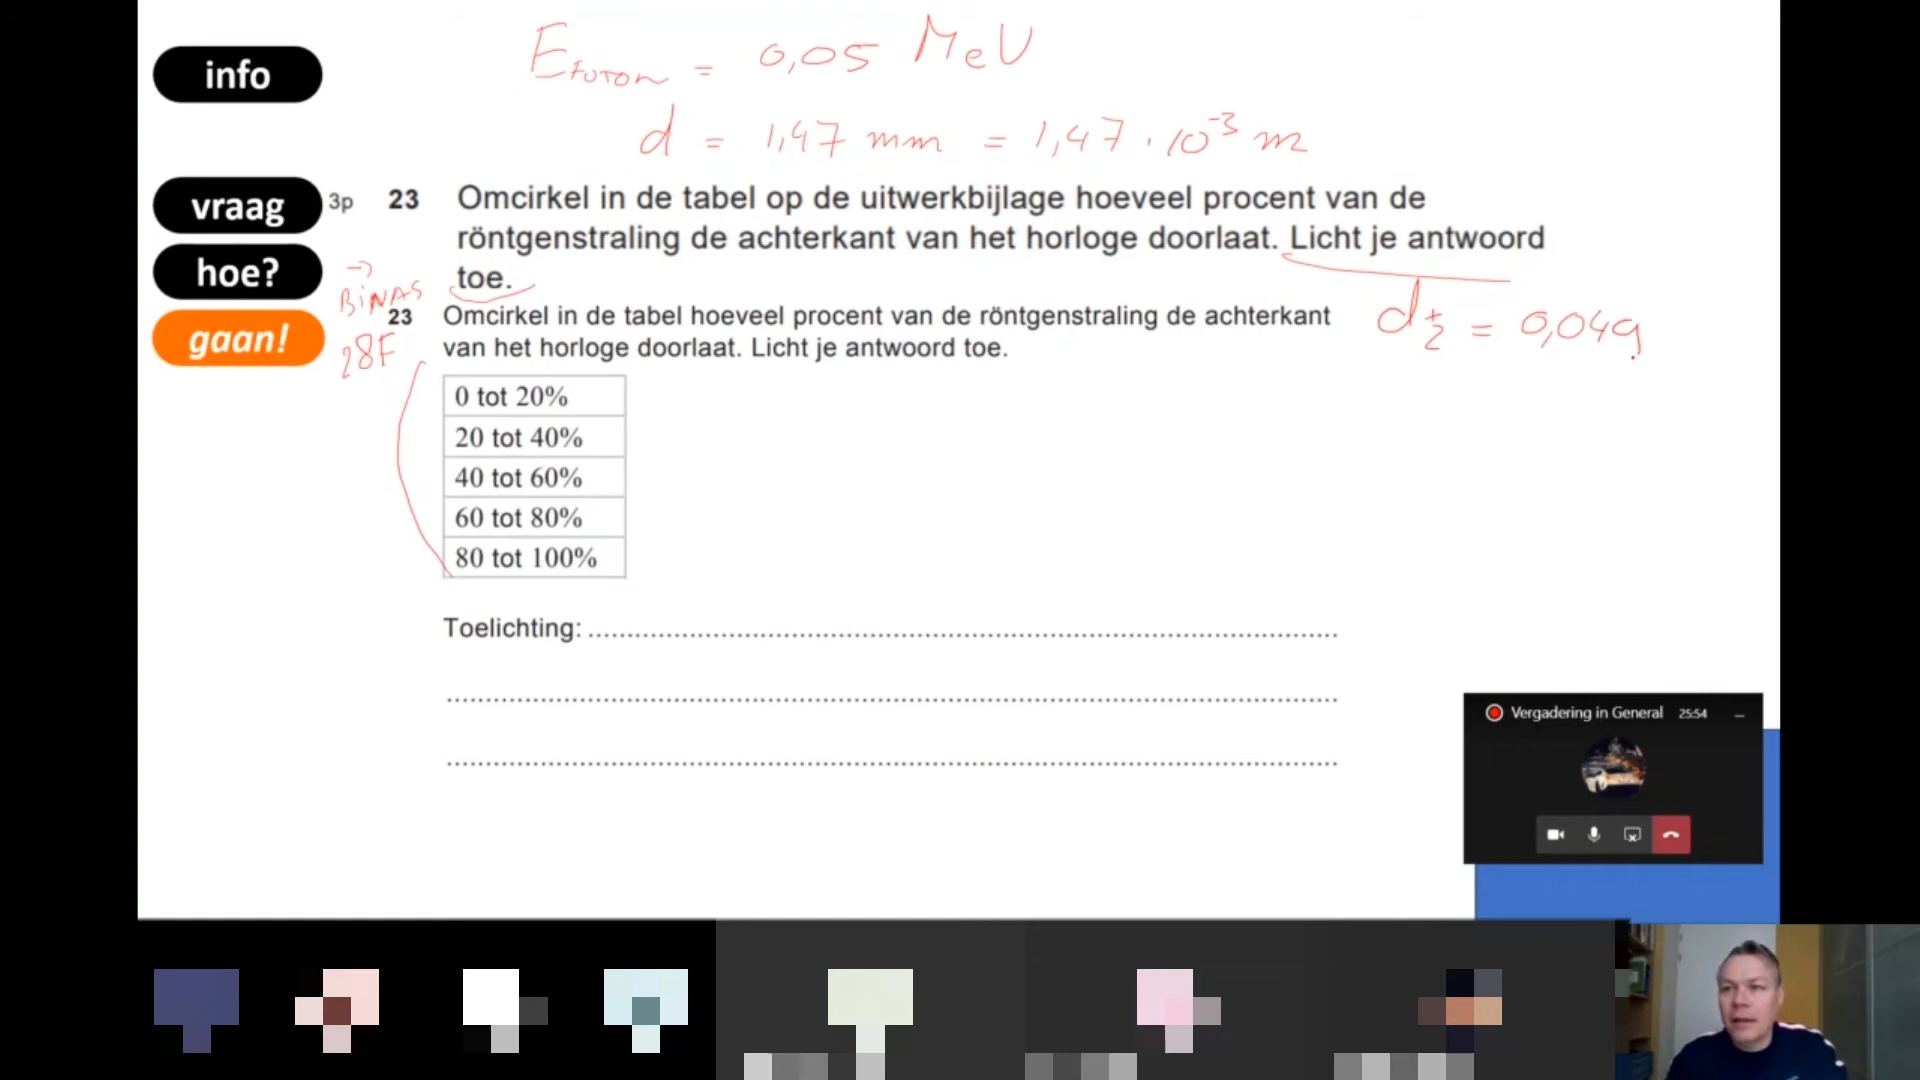 E_FOTON = 0,05 MeV
d = 1,47 mm = 1,47 · 10⁻³ m
info
vraag
hoe?
gaan!
3p 23 Omcirkel in de tabel op de uitwerkbijlage hoeveel procent van de
röntgenstraling de achterkant van het horloge doorlaat. Licht je antwoord
toe.
→ BINAS
28F
23 Omcirkel in de tabel hoeveel procent van de röntgenstraling de achterkant
van het horloge doorlaat. Licht je antwoord toe.
d½ = 0,049
0 tot 20%
20 tot 40%
40 tot 60%
60 tot 80%
80 tot 100%
Toelichting: ................................................................
................................................................
................................................................
Vergadering in General 25:54